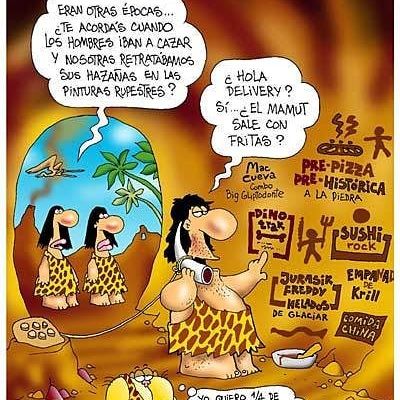 ERAN OTRAS ÉPOCAS...
¿TE ACORDÁS CUANDO
LOS HOMBRES IBAN A CAZAR
Y NOSOTRAS RETRATÁBAMOS
SUS HAZAÑAS EN LAS
PINTURAS RUPESTRES?
¿HOLA
DELIVERY?
SÍ...¿EL MAMUT
SALE CON
FRITAS?
MAC
CUEVA
COMBO
BIG GLIPTODONTE
PRE-PIZZA
PRE-HISTÓRICA
A LA PIEDRA
DINO
trak
SUSHi
rock
JURASIK
FREDDY
HELADOS
DE GLACIAR
EMPANAD
DE
Krill
COMIDA
CHINA
YO QUIERO 1/4 DE